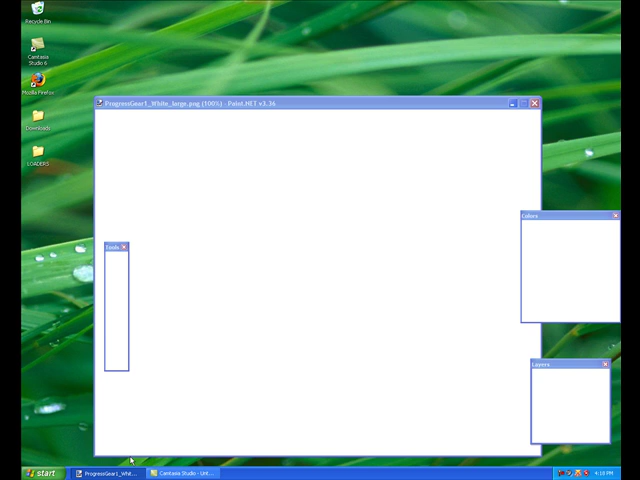 Recycle Bin
Camtasia
Studio 6
Mozilla Firefox
Downloads
LOADERS
ProgressGear1_White_large.png (100%) - Paint.NET v3.36
Tools
Colors
Layers
start
ProgressGear1_Whit...
Camtasia Studio - Unt...
4:18 PM